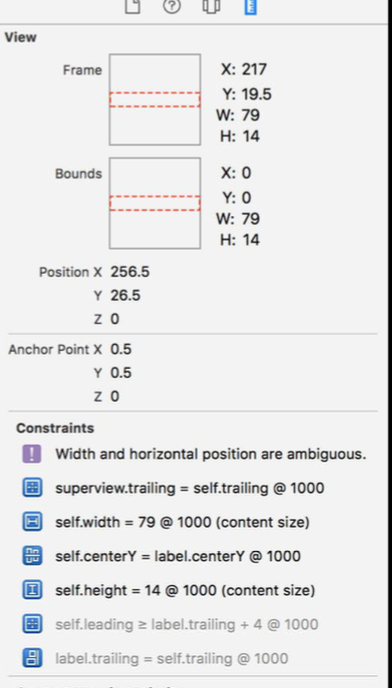 View
Frame X: 217
Y: 19.5
W: 79
H: 14
Bounds X: 0
Y: 0
W: 79
H: 14
Position X 256.5
Y 26.5
Z 0
Anchor Point X 0.5
Y 0.5
Z 0
Constraints
Width and horizontal position are ambiguous.
superview.trailing = self.trailing @ 1000
self.width = 79 @ 1000 (content size)
self.centerY = label.centerY @ 1000
self.height = 14 @ 1000 (content size)
self.leading ≥ label.trailing + 4 @ 1000
label.trailing = self.trailing @ 1000